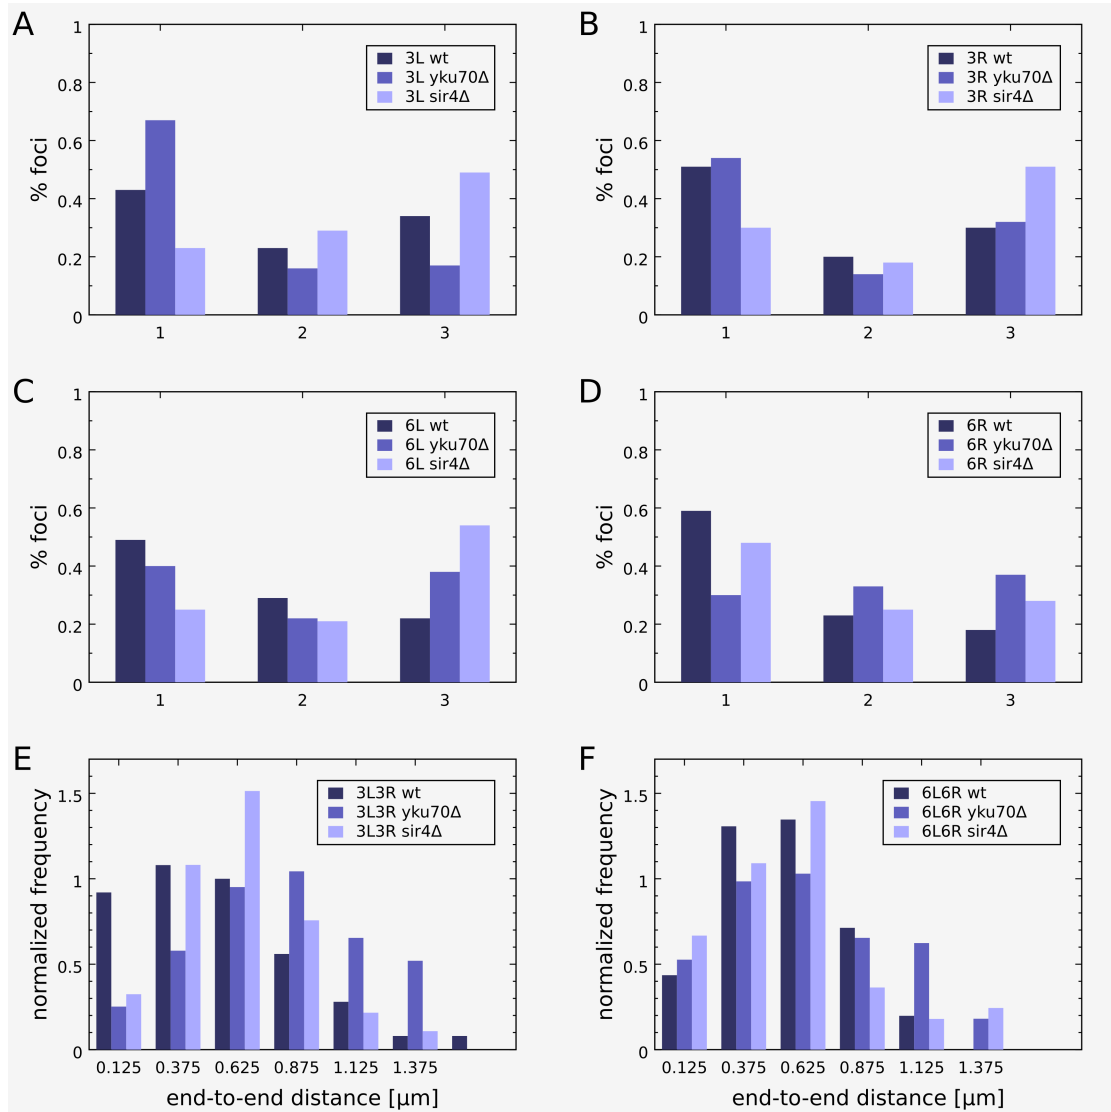 A
1
0.8
0.6
0.4
0.2
0
% foci
3L wt
3L yku70Δ
3L sir4Δ
1 2 3
B
1
0.8
0.6
0.4
0.2
0
% foci
3R wt
3R yku70Δ
3R sir4Δ
1 2 3
C
1
0.8
0.6
0.4
0.2
0
% foci
6L wt
6L yku70Δ
6L sir4Δ
1 2 3
D
1
0.8
0.6
0.4
0.2
0
% foci
6R wt
6R yku70Δ
6R sir4Δ
1 2 3
E
1.5
1
0.5
0
normalized frequency
3L3R wt
3L3R yku70Δ
3L3R sir4Δ
0.125 0.375 0.625 0.875 1.125 1.375
end-to-end distance [μm]
F
1.5
1
0.5
0
normalized frequency
6L6R wt
6L6R yku70Δ
6L6R sir4Δ
0.125 0.375 0.625 0.875 1.125 1.375
end-to-end distance [μm]